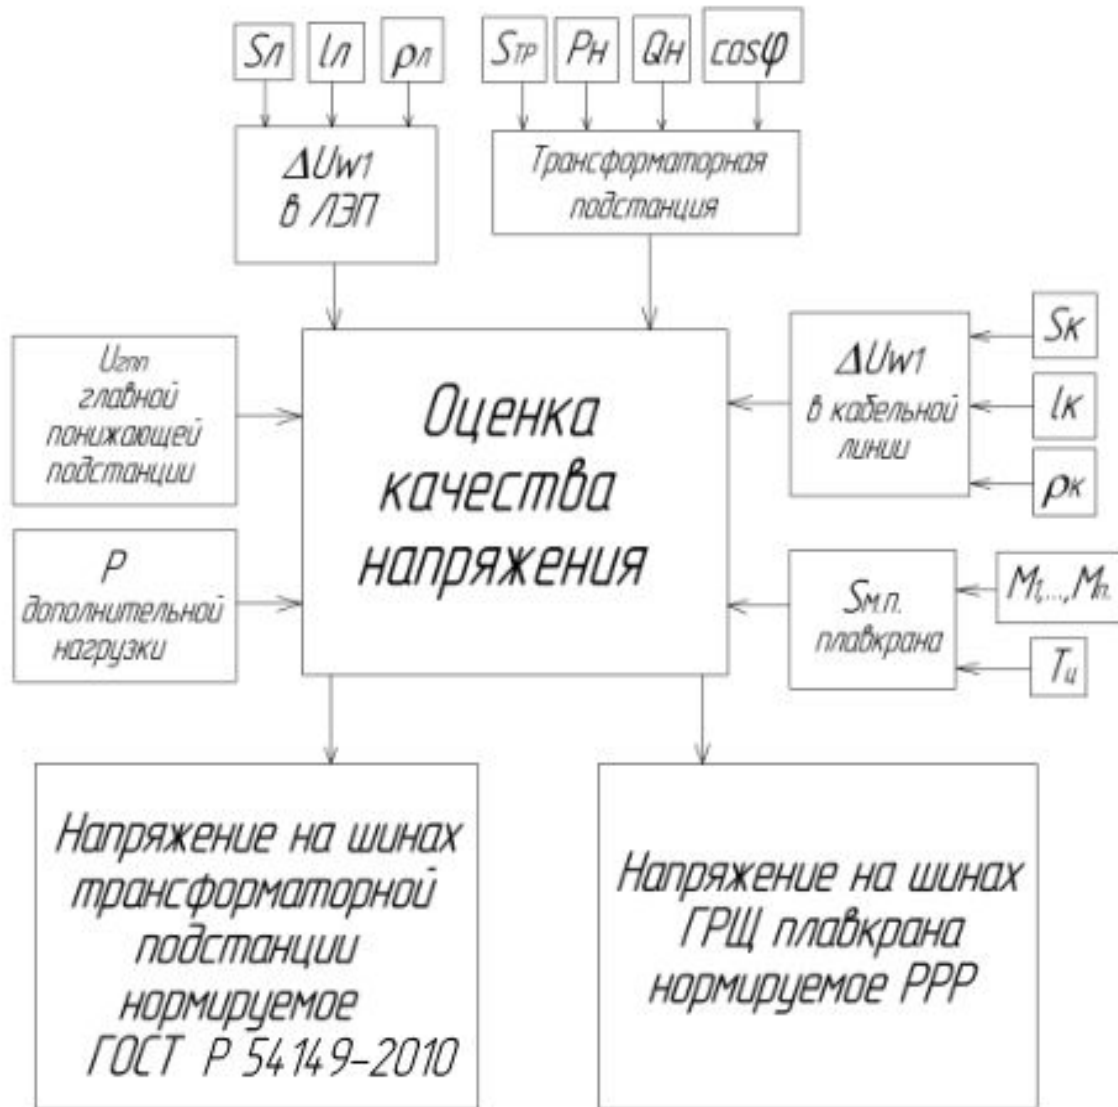 Sл lл ρл Sтр Pн Qн cosφ
ΔUw1
в ЛЭП
Трансформаторная
подстанция
Uгпп
главной
понижающей
подстанции
P
дополнительной
нагрузки
Оценка
качества
напряжения
ΔUw1
в кабельной
линии
Sк
lк
ρк
Sм.п.
плавкрана
M1,...,Mп.
Tц
Напряжение на шинах
трансформаторной
подстанции
нормируемое
ГОСТ Р 54149-2010
Напряжение на шинах
ГРЩ плавкрана
нормируемое РРР